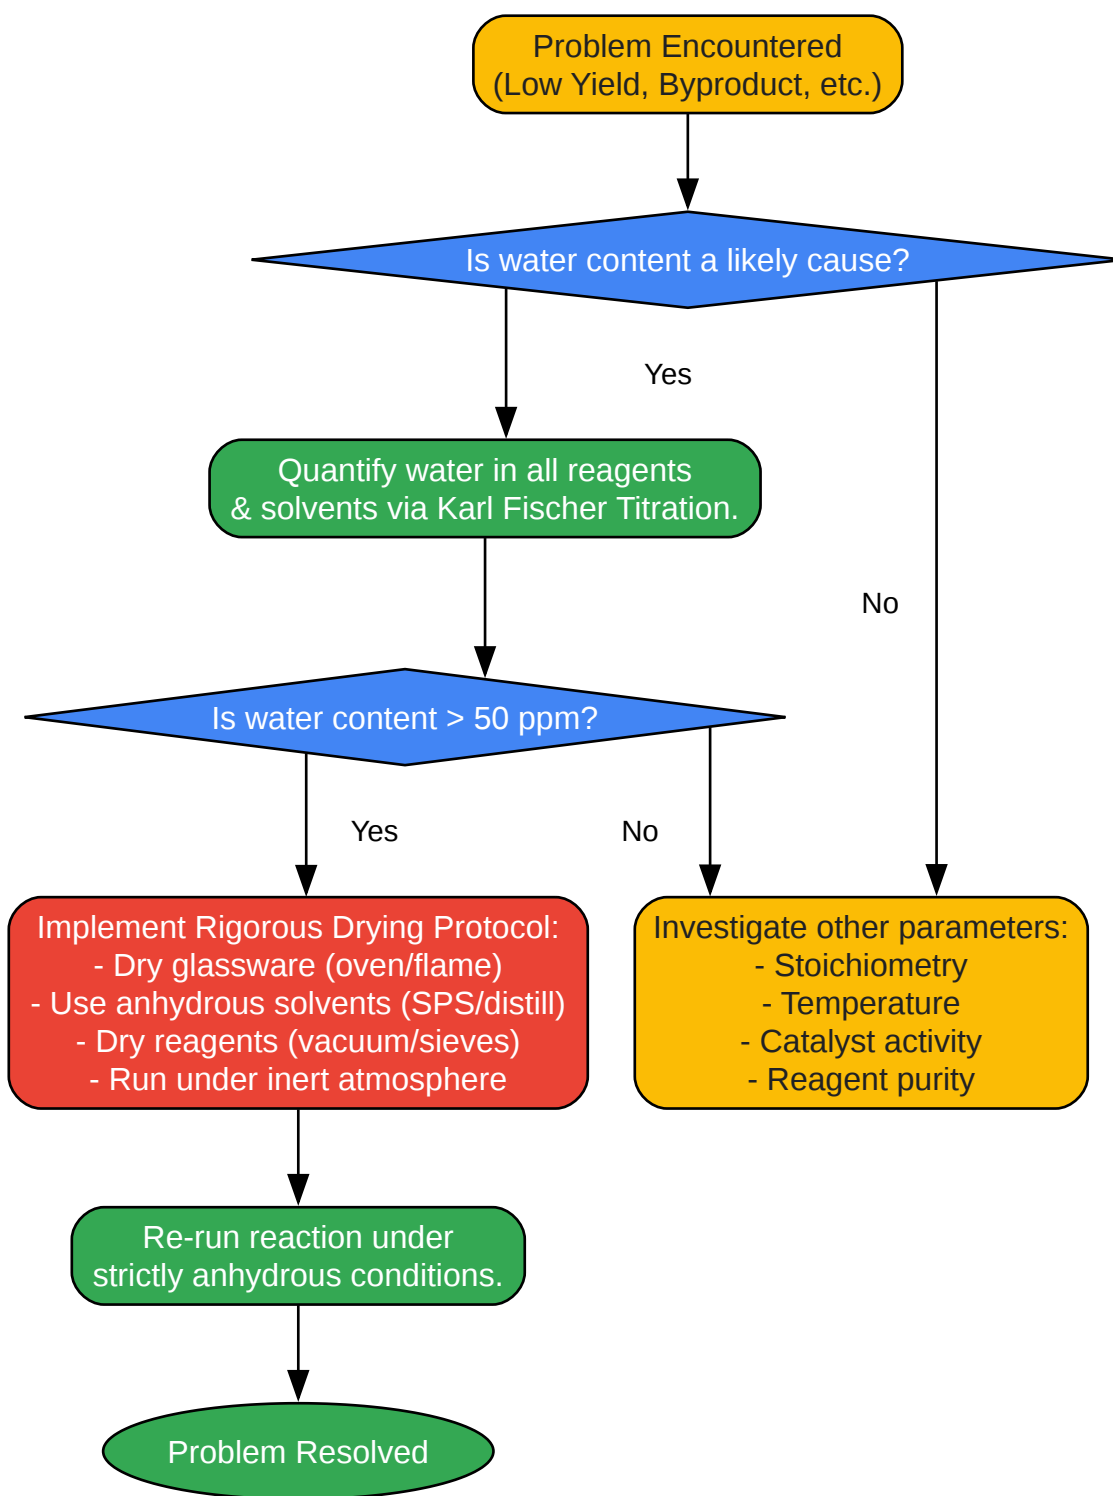 Problem Encountered
(Low Yield, Byproduct, etc.)
Is water content a likely cause?
Yes
Quantify water in all reagents
& solvents via Karl Fischer Titration.
No
Is water content > 50 ppm?
Yes
No
Implement Rigorous Drying Protocol:
- Dry glassware (oven/flame)
- Use anhydrous solvents (SPS/distill)
- Dry reagents (vacuum/sieves)
- Run under inert atmosphere
Investigate other parameters:
- Stoichiometry
- Temperature
- Catalyst activity
- Reagent purity
Re-run reaction under
strictly anhydrous conditions.
Problem Resolved